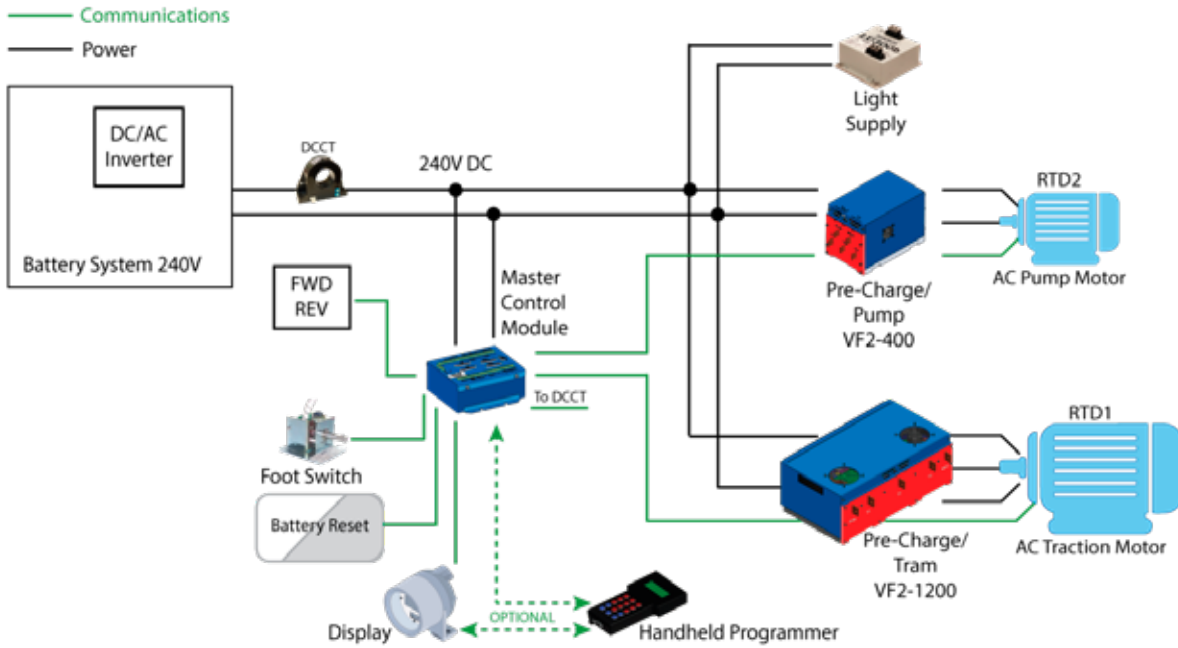 Communications
Power
DC/AC
Inverter
Battery System 240V
DCCT
240V DC
Light
Supply
RTD2
AC Pump Motor
Pre-Charge/
Pump
VF2-400
FWD
REV
Master
Control
Module
To DCCT
Foot Switch
Battery Reset
RTD1
AC Traction Motor
Pre-Charge/
Tram
VF2-1200
Display
OPTIONAL
Handheld Programmer